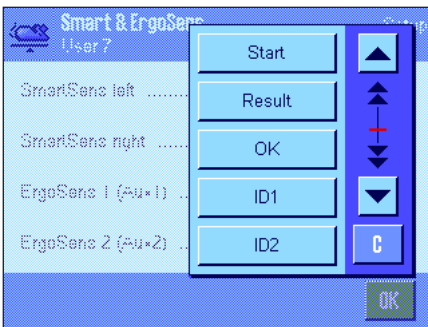 Smart & ErgoSens
User 7
SmartSens left ........
SmartSens right .....
ErgoSens 1 (Aux1) ..
ErgoSens 2 (Aux2) ..
Start
Result
OK
ID1
ID2
C
OK